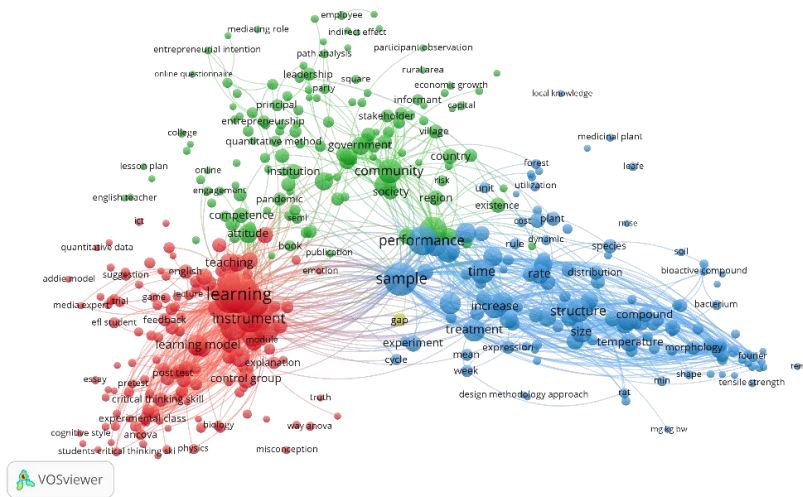 employee
mediating role
indirect effect
entrepreneurial intention
participant observation
path analysis
online questionnaire
leadership
square
rural area
party
economic growth
local knowledge
informant
principal
capital
stakeholder
entrepreneurship
college
village
medicinal plant
quantitative method
government
country
lesson plan
forest
leafe
online
institution
community
risk
utilization
engagement
society
unit
english teacher
pandemic
region
existence
ict
competence
semi
cost
plant
attitude
performance
rule
dynamic
species
quantitative data
book
publication
soil
teaching
emotion
time
rate
distribution
bioactive compound
addie model
suggestion
english
sample
media expert
trial
game
lecture
learning
increase
structure
bacterium
efl student
feedback
instrument
gap
treatment
size
compound
learning model
module
experiment
expression
temperature
morphology
fourier
explanation
cycle
mean
essay
pretest
post test
control group
week
min
shape
tensile strength
critical thinking skill
truth
design methodology approach
rat
experimental class
cognitive style
ancova
biology
way anova
mg kg bw
students critical thinking ski
physics
misconception
VOSviewer